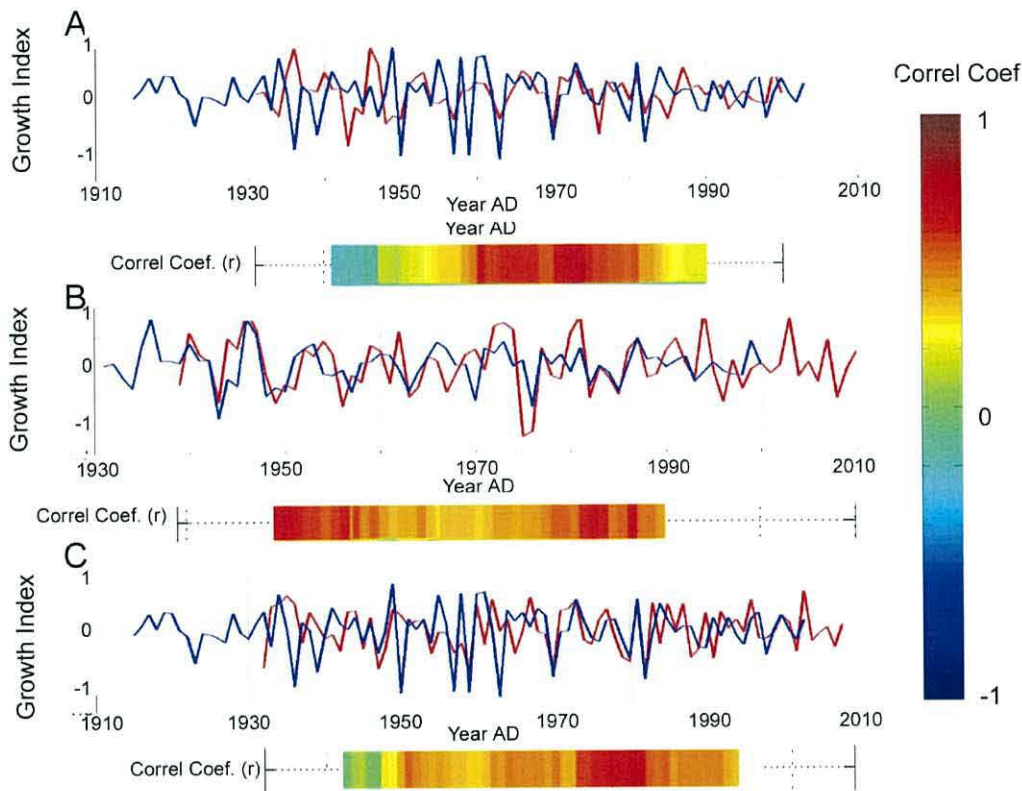 A
Growth Index
1
0
-1
1910 1930 1950 1970 1990 2010
Year AD
Year AD
Correl Coef. (r)
B
Growth Index
1
0
-1
1930 1950 1970 1990 2010
Year AD
Correl Coef. (r)
C
Growth Index
1
0
-1
1910 1930 1950 1970 1990 2010
Year AD
Correl Coef. (r)
Correl Coef
1
0
-1